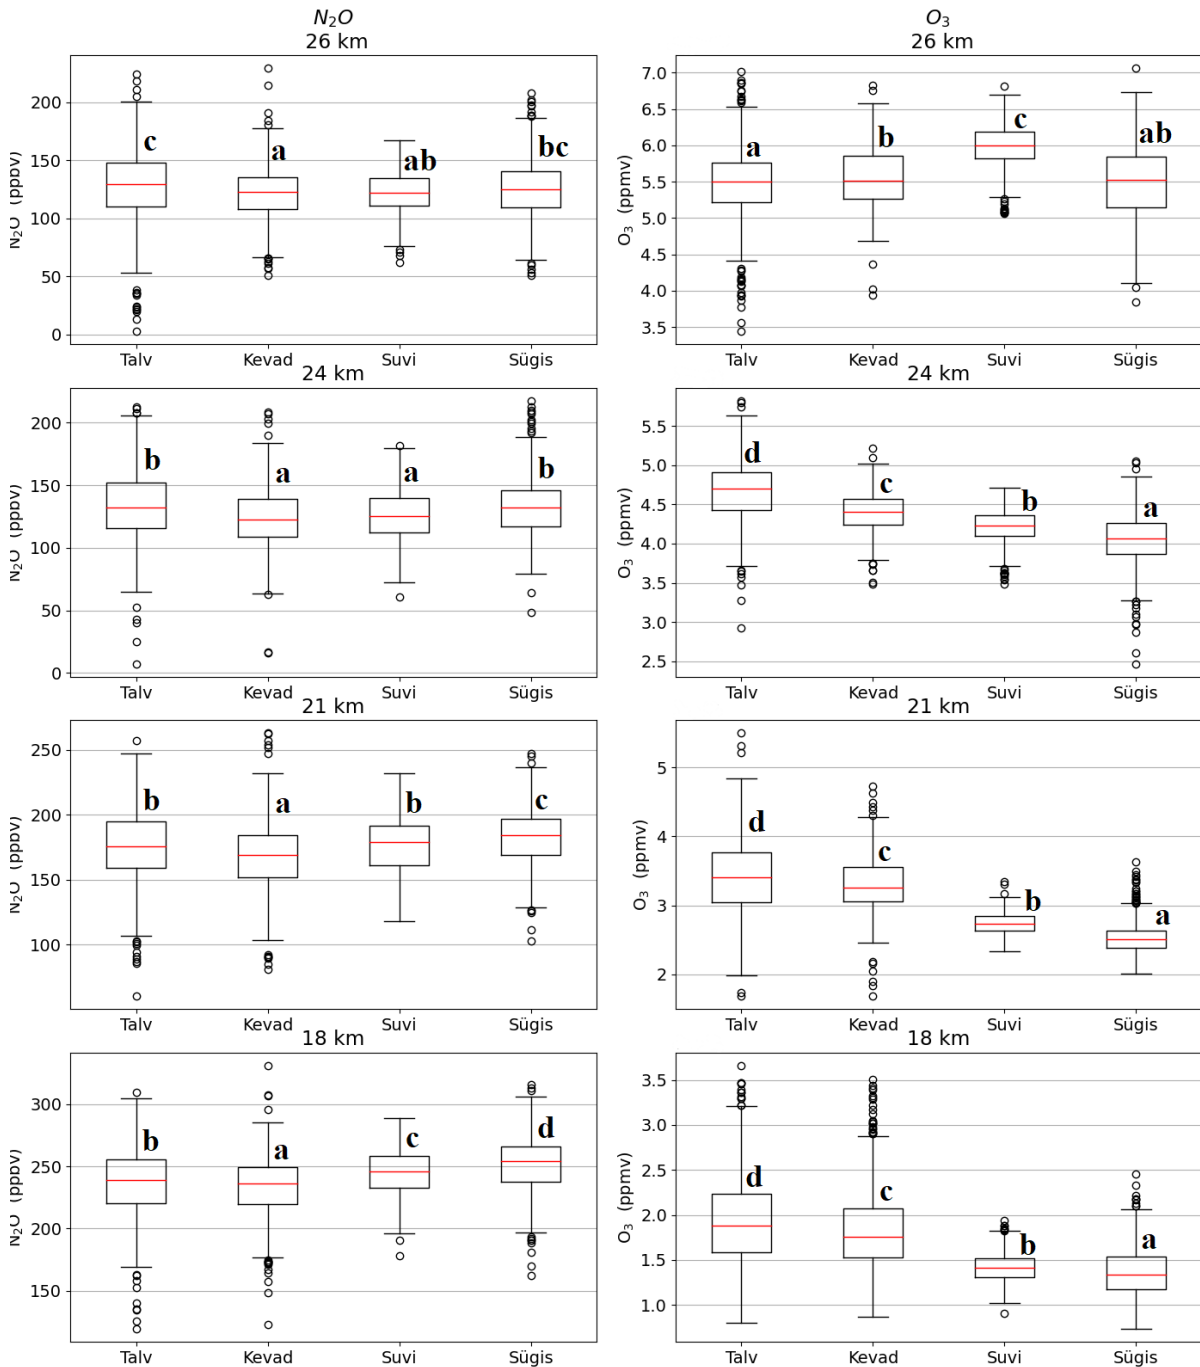 N₂O
26 km
N₂O (ppbv)
200
150
100
50
0
c
a
ab
bc
Talv Kevad Suvi Sügis
O₃
26 km
O₃ (ppmv)
7.0
6.5
6.0
5.5
5.0
4.5
4.0
3.5
a
b
c
ab
Talv Kevad Suvi Sügis
24 km
N₂O (ppbv)
200
150
100
50
0
b
a
a
b
Talv Kevad Suvi Sügis
24 km
O₃ (ppmv)
5.5
5.0
4.5
4.0
3.5
3.0
2.5
d
c
b
a
Talv Kevad Suvi Sügis
21 km
N₂O (ppbv)
250
200
150
100
b
a
b
c
Talv Kevad Suvi Sügis
21 km
O₃ (ppmv)
5
4
3
2
d
c
b
a
Talv Kevad Suvi Sügis
18 km
N₂O (ppbv)
300
250
200
150
b
a
c
d
Talv Kevad Suvi Sügis
18 km
O₃ (ppmv)
3.5
3.0
2.5
2.0
1.5
1.0
d
c
b
a
Talv Kevad Suvi Sügis